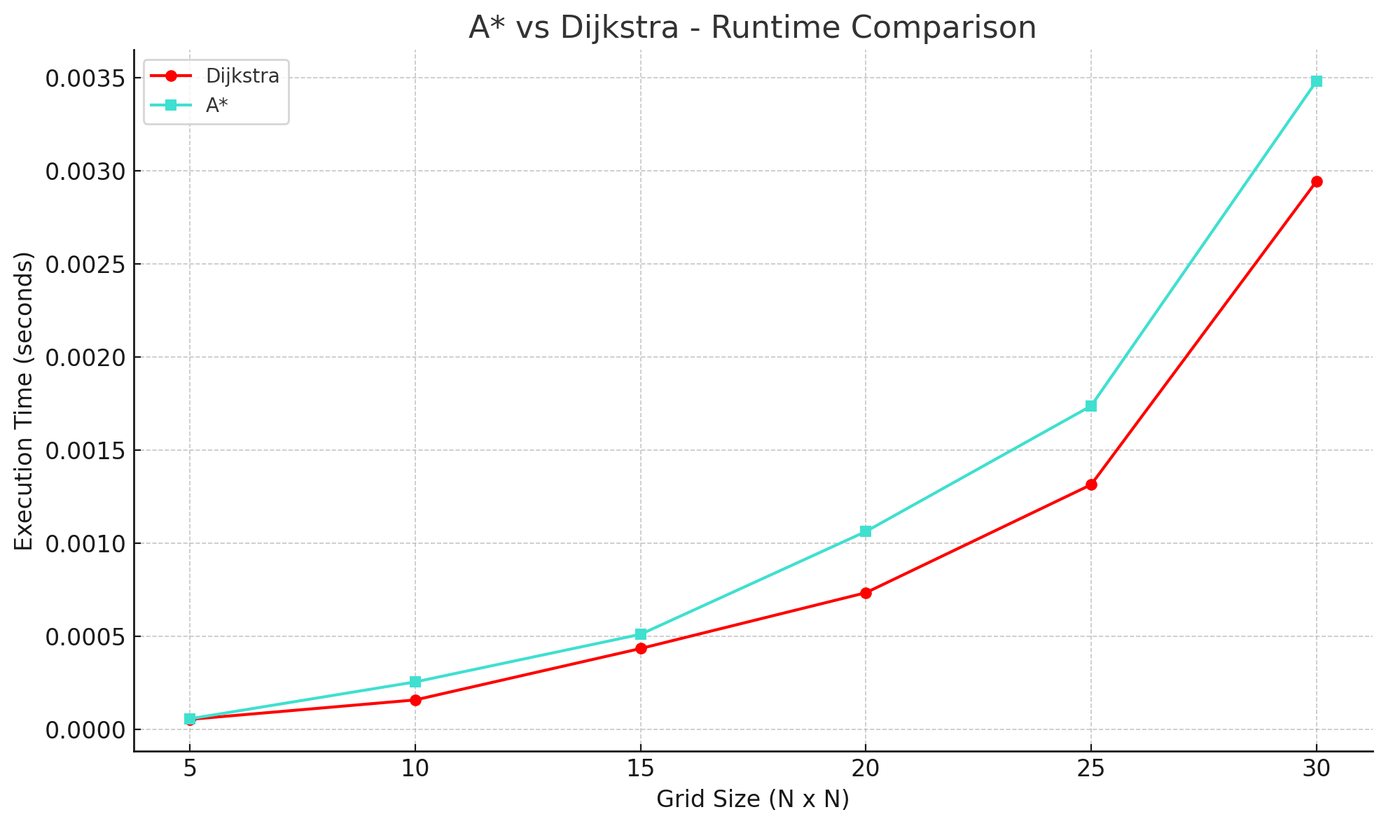 A* vs Dijkstra - Runtime Comparison
Dijkstra
A*
0.0035
0.0030
0.0025
0.0020
0.0015
0.0010
0.0005
0.0000
Execution Time (seconds)
5 10 15 20 25 30
Grid Size (N x N)